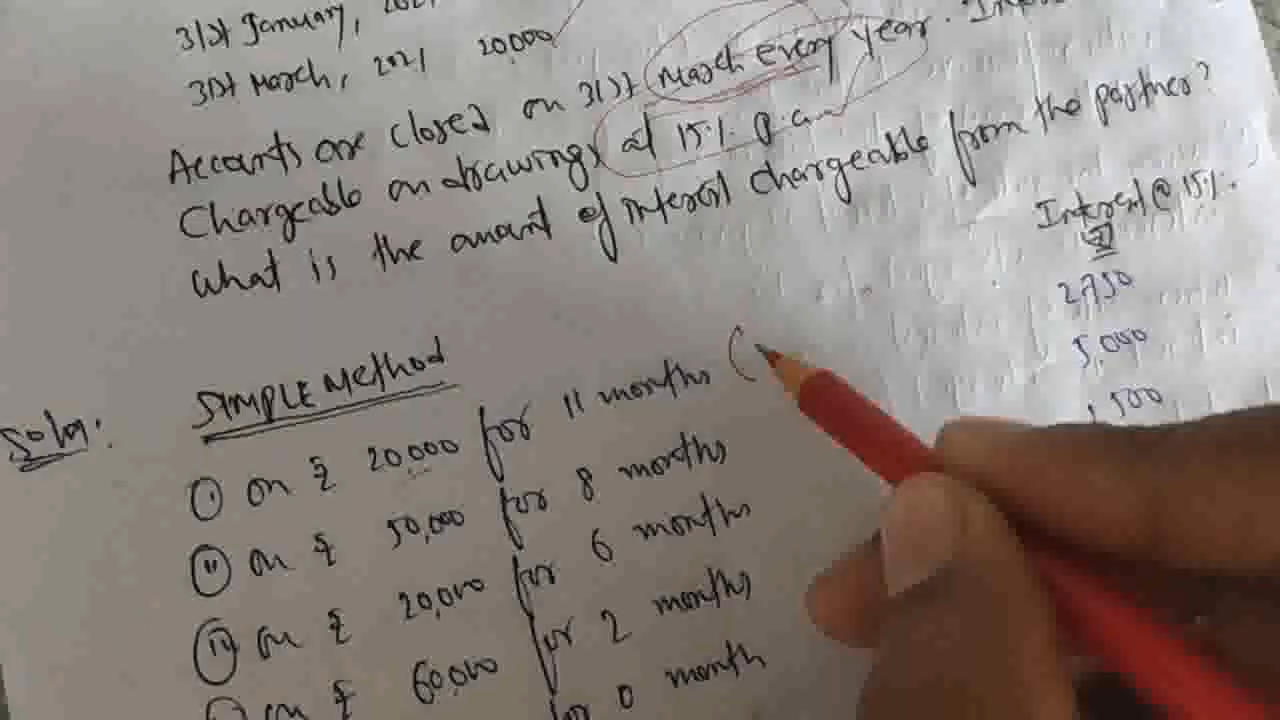 31st January,
31st March, 2021 20,000
Accounts are closed on 31st March every year.
Chargeable on drawings at 15% p.a
What is the amount of interest chargeable from the partner?
Interest @ 15%.
2,750
5,000
1,500
Soln:
SIMPLE Method
(i) on ₹ 20,000 for 11 months (
(ii) on ₹ 50,000 for 8 months
(iii) on ₹ 20,000 for 6 months
on ₹ 60,000 for 2 months
for 0 month